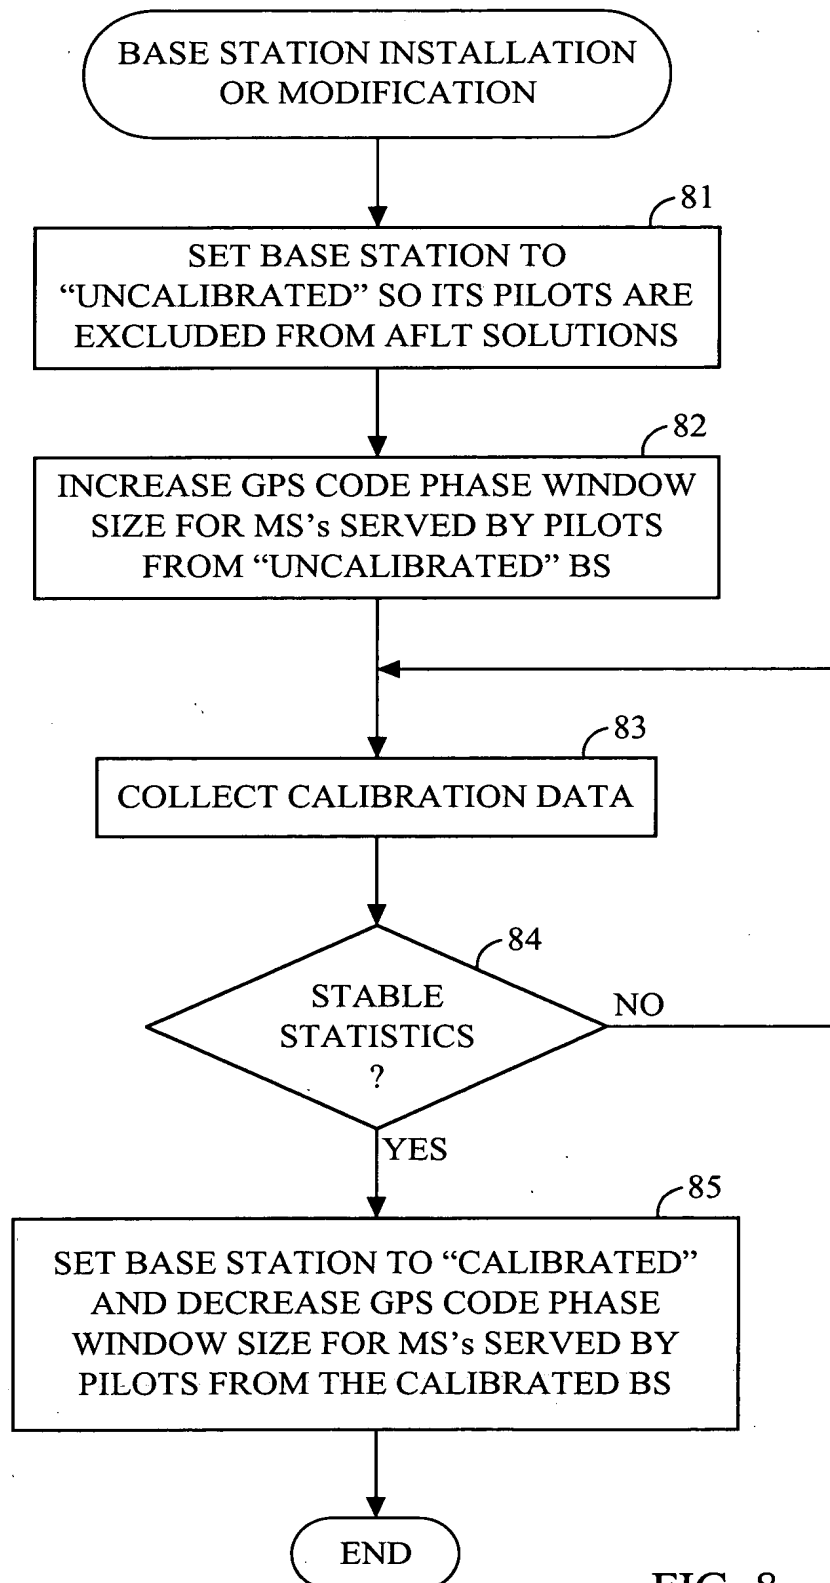 BASE STATION INSTALLATION
OR MODIFICATION
81
SET BASE STATION TO
“UNCALIBRATED” SO ITS PILOTS ARE
EXCLUDED FROM AFLT SOLUTIONS
82
INCREASE GPS CODE PHASE WINDOW
SIZE FOR MS's SERVED BY PILOTS
FROM “UNCALIBRATED” BS
83
COLLECT CALIBRATION DATA
84
STABLE
STATISTICS
?
NO
YES
85
SET BASE STATION TO “CALIBRATED”
AND DECREASE GPS CODE PHASE
WINDOW SIZE FOR MS's SERVED BY
PILOTS FROM THE CALIBRATED BS
END
FIG. 8